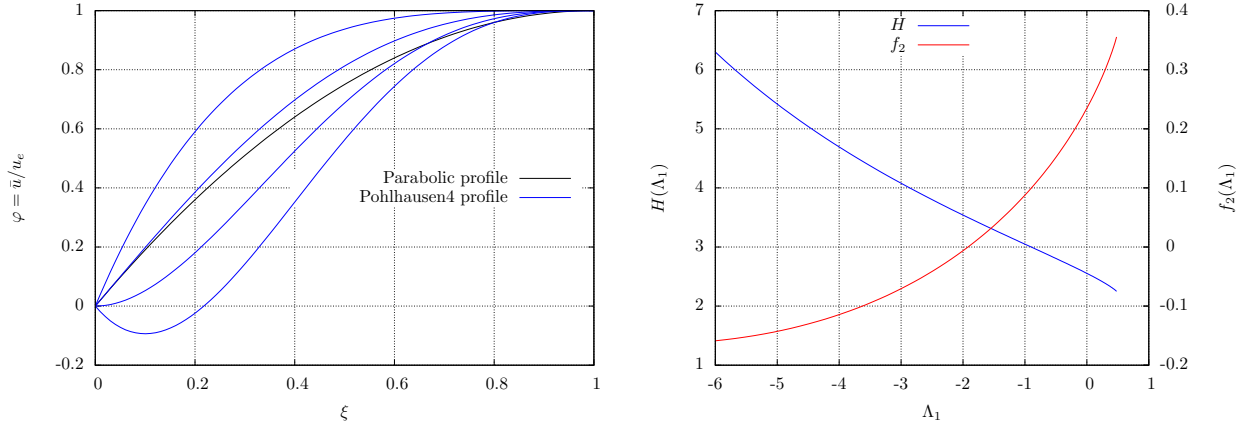 1
0.8
0.6
0.4
0.2
0
-0.2
φ = ū/u_e
Parabolic profile
Pohlhausen4 profile
0 0.2 0.4 0.6 0.8 1
ξ
7
6
5
4
3
2
1
H(Λ₁)
H
f₂
0.4
0.3
0.2
0.1
0
-0.1
-0.2
f₂(Λ₁)
-6 -5 -4 -3 -2 -1 0 1
Λ₁